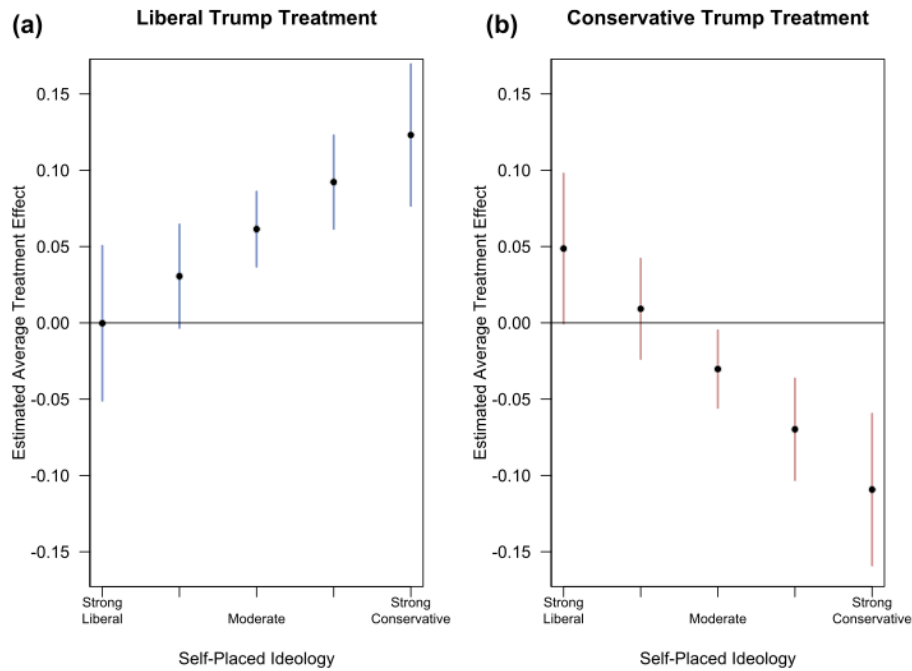 (a) Liberal Trump Treatment
Estimated Average Treatment Effect
0.15
0.10
0.05
0.00
-0.05
-0.10
-0.15
Strong
Liberal
Moderate
Strong
Conservative
Self-Placed Ideology
(b) Conservative Trump Treatment
Estimated Average Treatment Effect
0.15
0.10
0.05
0.00
-0.05
-0.10
-0.15
Strong
Liberal
Moderate
Strong
Conservative
Self-Placed Ideology